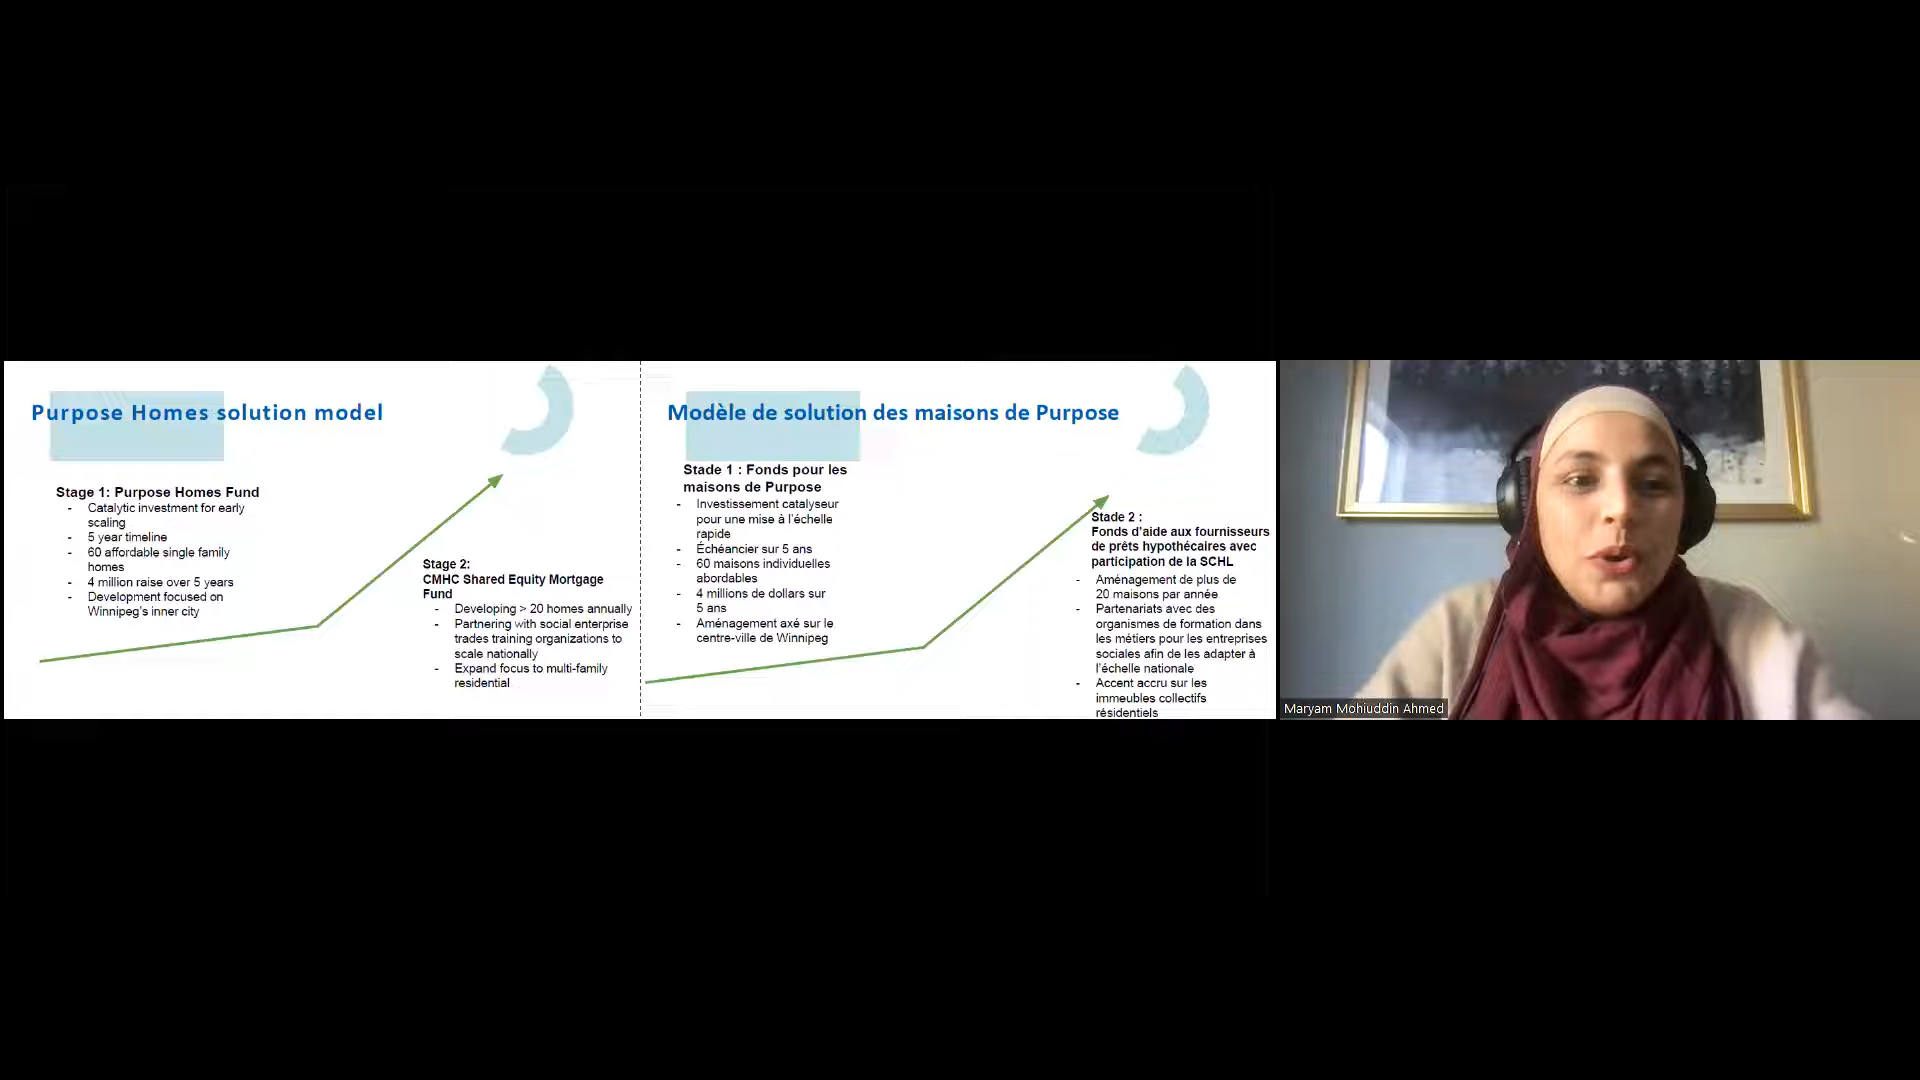 Purpose Homes solution model
Stage 1: Purpose Homes Fund
- Catalytic investment for early
scaling
- 5 year timeline
- 60 affordable single family
homes
- 4 million raise over 5 years
- Development focused on
Winnipeg's inner city
Stage 2:
CMHC Shared Equity Mortgage
Fund
- Developing > 20 homes annually
- Partnering with social enterprise
trades training organizations to
scale nationally
- Expand focus to multi-family
residential
Modèle de solution des maisons de Purpose
Stade 1 : Fonds pour les
maisons de Purpose
- Investissement catalyseur
pour une mise à l'échelle
rapide
- Échéancier sur 5 ans
- 60 maisons individuelles
abordables
- 4 millions de dollars sur
5 ans
- Aménagement axé sur le
centre-ville de Winnipeg
Stade 2 :
Fonds d'aide aux fournisseurs
de prêts hypothécaires avec
participation de la SCHL
- Aménagement de plus de
20 maisons par année
- Partenariats avec des
organismes de formation dans
les métiers pour les entreprises
sociales afin de les adapter à
l'échelle nationale
- Accent accru sur les
immeubles collectifs
résidentiels
Maryam Mohiuddin Ahmed